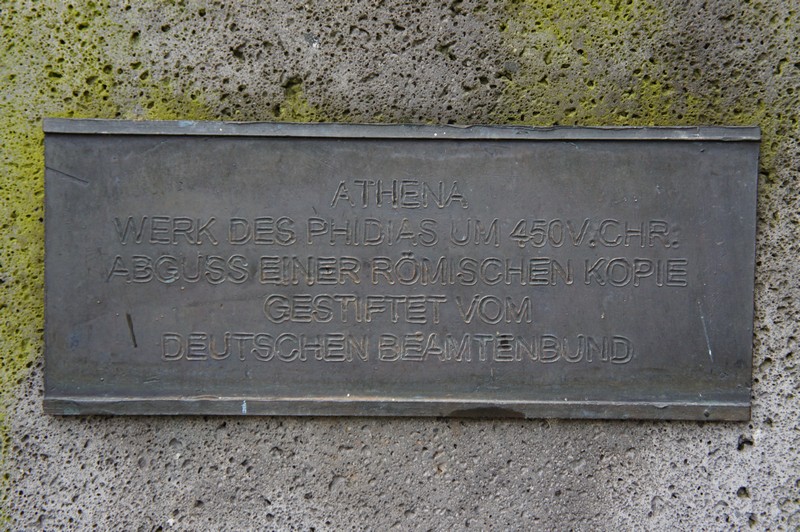 ATHENA
WERK DES PHIDIAS UM 450V.CHR.
ABGUSS EINER RÖMISCHEN KOPIE
GESTIFTET VOM
DEUTSCHEN BEAMTENBUND